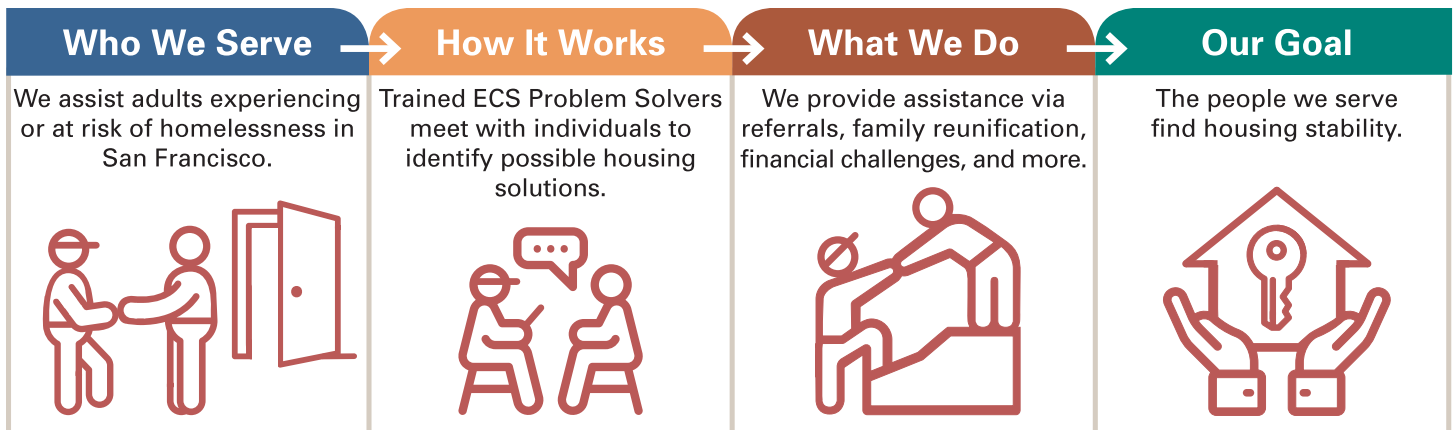 Who We Serve
We assist adults experiencing
or at risk of homelessness in
San Francisco.
How It Works
Trained ECS Problem Solvers
meet with individuals to
identify possible housing
solutions.
What We Do
We provide assistance via
referrals, family reunification,
financial challenges, and more.
Our Goal
The people we serve
find housing stability.